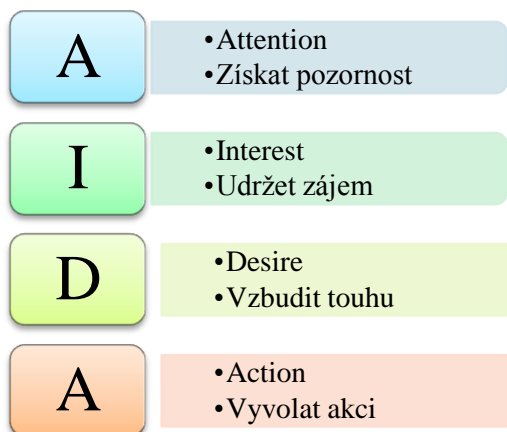 A
•Attention
•Získat pozornost
I
•Interest
•Udržet zájem
D
•Desire
•Vzbudit touhu
A
•Action
•Vyvolat akci